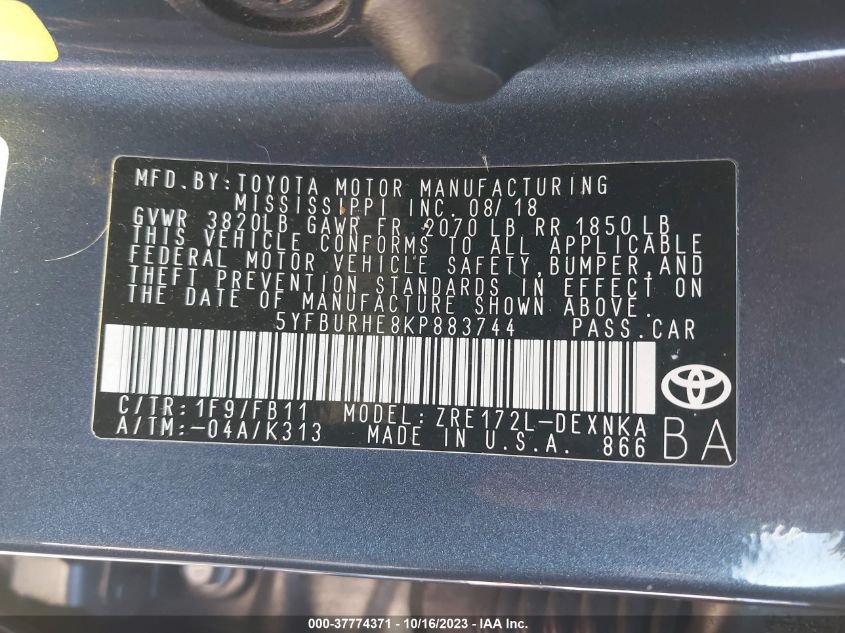 MFD.BY:TOYOTA MOTOR MANUFACTURING
MISSISSIPPI INC. 08/18
GVWR 3820LB GAWR FR 2070 LB RR 1850 LB
THIS VEHICLE CONFORMS TO ALL APPLICABLE
FEDERAL MOTOR VEHICLE SAFETY,BUMPER,AND
THEFT PREVENTION STANDARDS IN EFFECT ON
THE DATE OF MANUFACTURE SHOWN ABOVE.
5YFBURHE8KP883744 PASS.CAR
C/TR:1F9/FB11 MODEL:ZRE172L-DEXNKA
A/TM:-04A/K313 MADE IN U.S.A. 866
BA
000-37774371 - 10/16/2023 - IAA Inc.